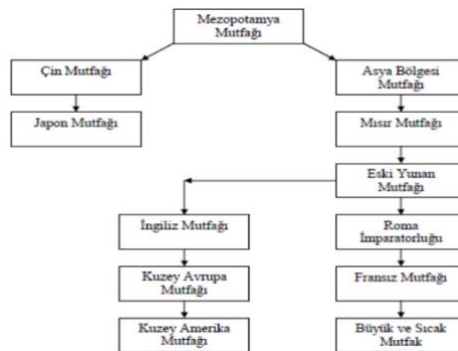 Mezopotamya
Mutfağı
Çin Mutfağı
Asya Bölgesi
Mutfağı
Japon Mutfağı
Mısır Mutfağı
Eski Yunan
Mutfağı
İngiliz Mutfağı
Roma
İmparatorluğu
Kuzey Avrupa
Mutfağı
Fransız Mutfağı
Kuzey Amerika
Mutfağı
Büyük ve Sıcak
Mutfak